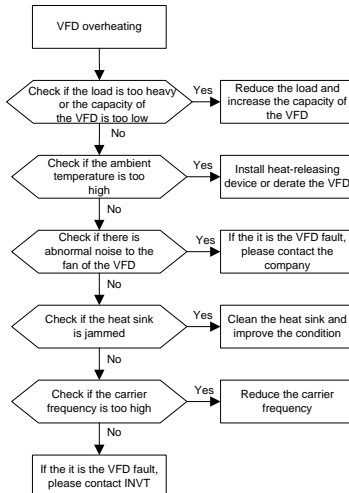 VFD overheating
Check if the load is too heavy
or the capacity of
the VFD is too low
Yes
Reduce the load and
increase the capacity of
the VFD
No
Check if the ambient
temperature is too
high
Yes
Install heat-releasing
device or derate the VFD
No
Check if there is
abnormal noise to the
fan of the VFD
Yes
If the it is the VFD fault,
please contact the
company
No
Check if the heat sink
is jammed
Yes
Clean the heat sink and
improve the condition
No
Check if the carrier
frequency is too high
Yes
Reduce the carrier
frequency
No
If the it is the VFD fault,
please contact INVT